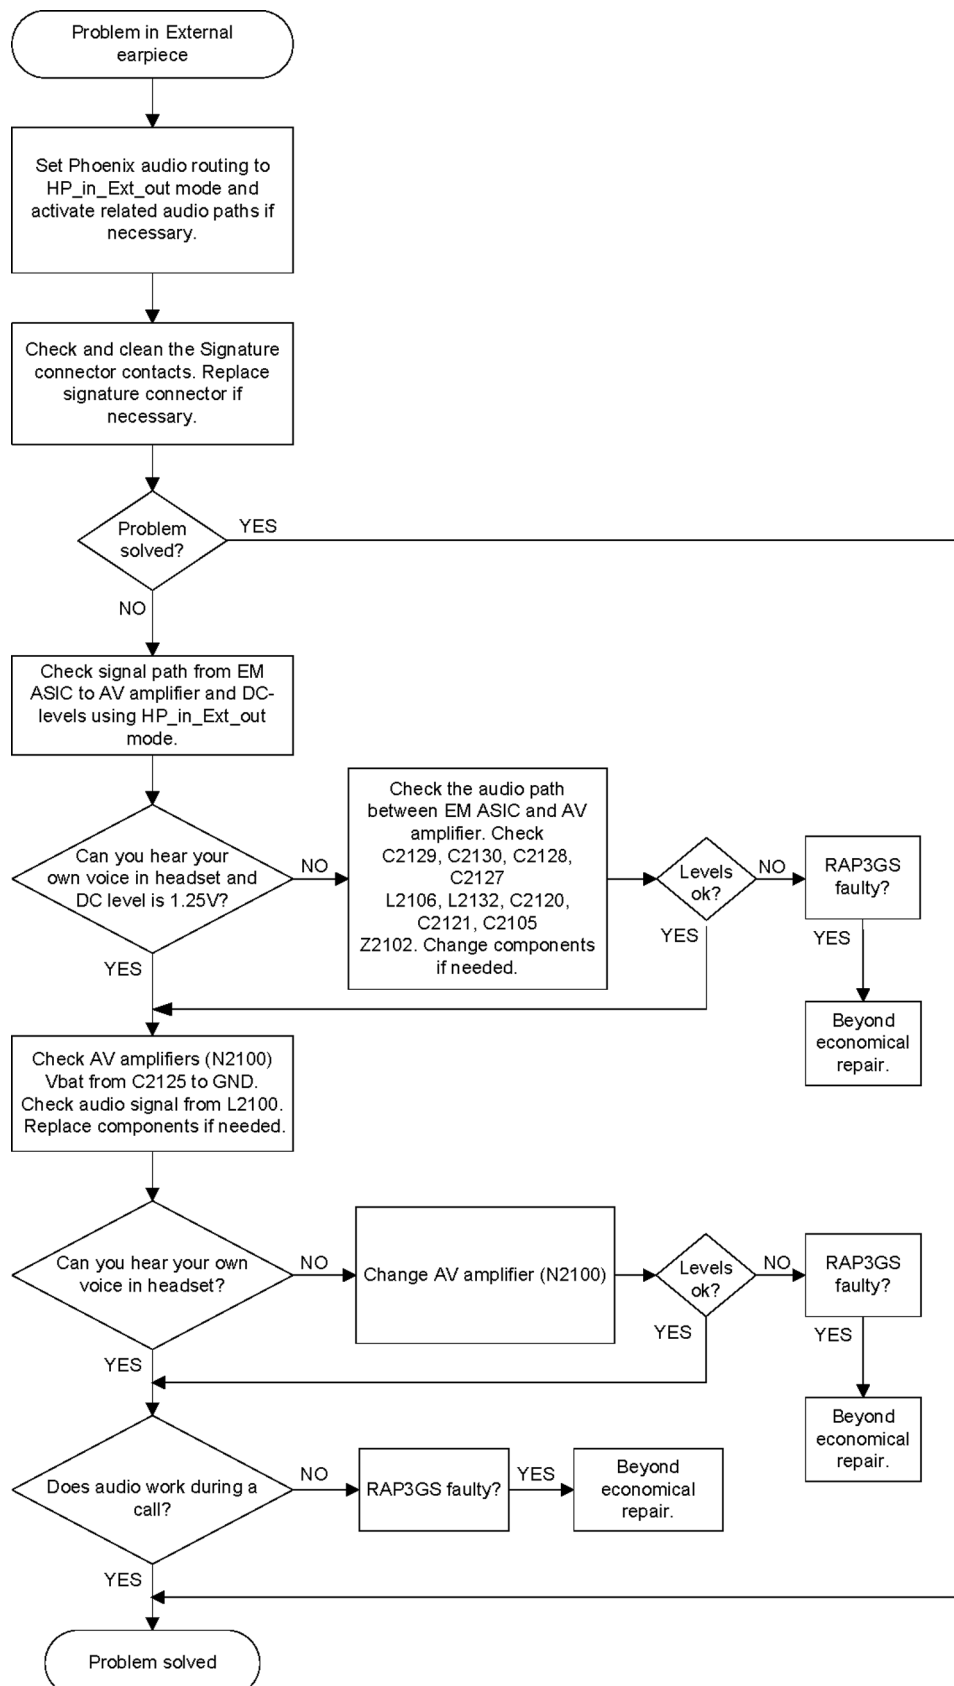 Problem in External
earpiece
Set Phoenix audio routing to
HP_in_Ext_out mode and
activate related audio paths if
necessary.
Check and clean the Signature
connector contacts. Replace
signature connector if
necessary.
Problem
solved?
YES
NO
Check signal path from EM
ASIC to AV amplifier and DC-
levels using HP_in_Ext_out
mode.
Can you hear your
own voice in headset and
DC level is 1.25V?
NO
YES
Check the audio path
between EM ASIC and AV
amplifier. Check
C2129, C2130, C2128,
C2127
L2106, L2132, C2120,
C2121, C2105
Z2102. Change components
if needed.
Levels
ok?
NO
YES
RAP3GS
faulty?
YES
Beyond
economical
repair.
Check AV amplifiers (N2100)
Vbat from C2125 to GND.
Check audio signal from L2100.
Replace components if needed.
Can you hear your own
voice in headset?
NO
YES
Change AV amplifier (N2100)
Levels
ok?
NO
YES
RAP3GS
faulty?
YES
Beyond
economical
repair.
Does audio work during a
call?
NO
YES
RAP3GS faulty?
YES
Beyond
economical
repair.
Problem solved